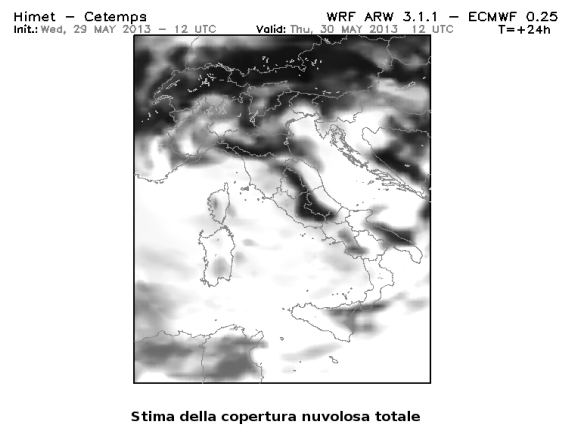 Himet – Cetemps WRF ARW 3.1.1 – ECMWF 0.25
Init.: Wed, 29 MAY 2013 – 12 UTC Valid: Thu, 30 MAY 2013 12 UTC T=+24h
Stima della copertura nuvolosa totale